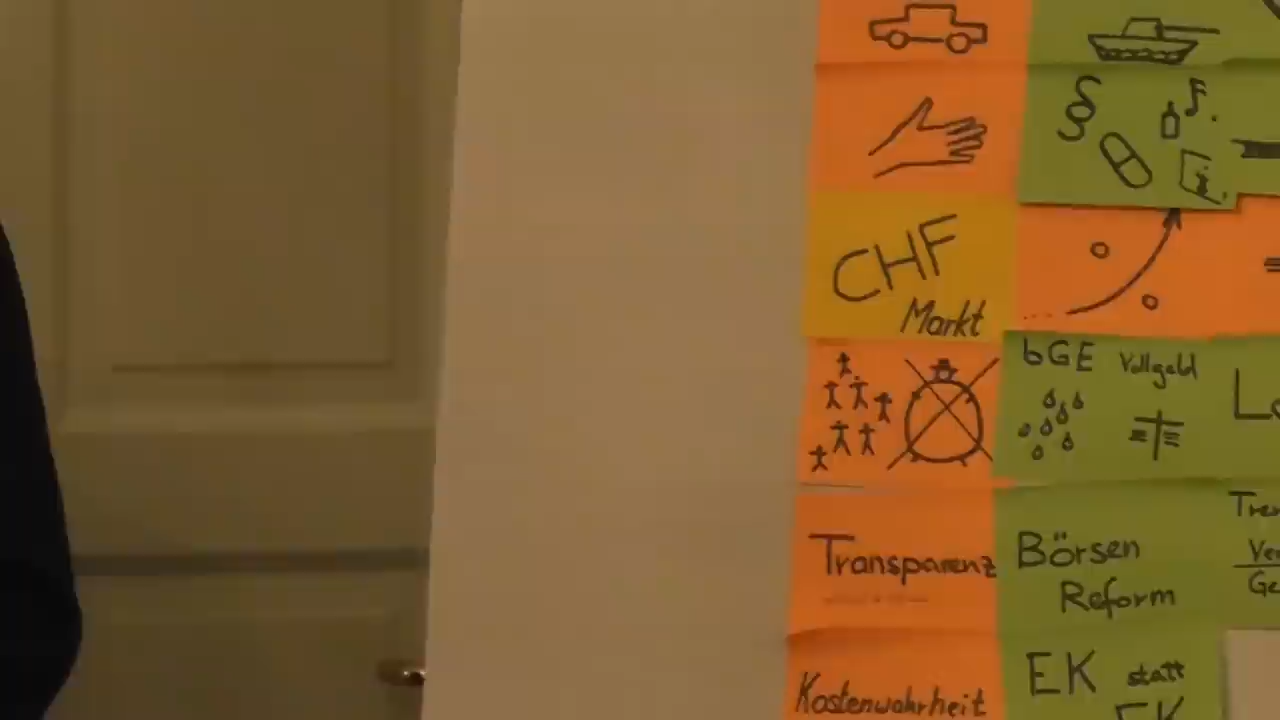 CHF
Markt
bGE Vollgeld
Transparenz
Börsen
Reform
Kostenwahrheit
EK statt